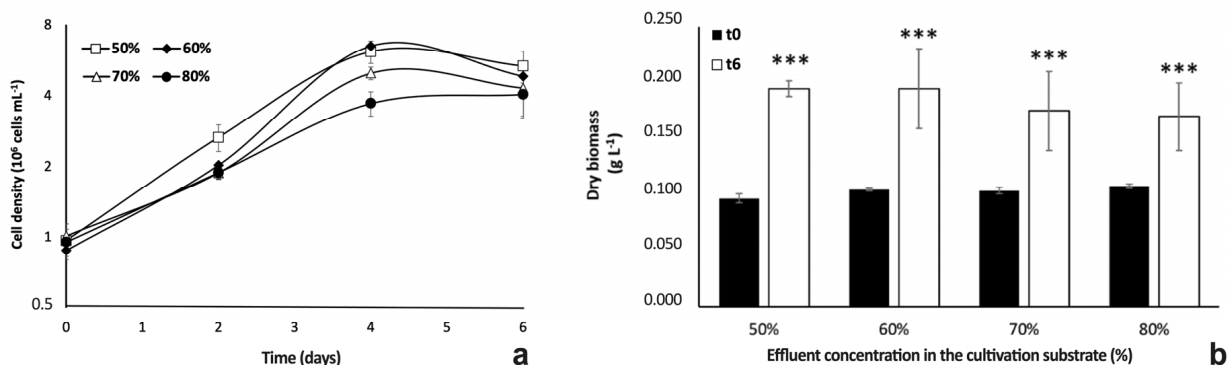 8
4
2
1
0.5
Cell density (10⁶ cells mL⁻¹)
50% 60%
70% 80%
0 1 2 3 4 5 6
Time (days)
a
0.250
0.200
0.150
0.100
0.050
0.000
Dry biomass
(g L⁻¹)
t0
t6
*** *** *** ***
50% 60% 70% 80%
Effluent concentration in the cultivation substrate (%)
b